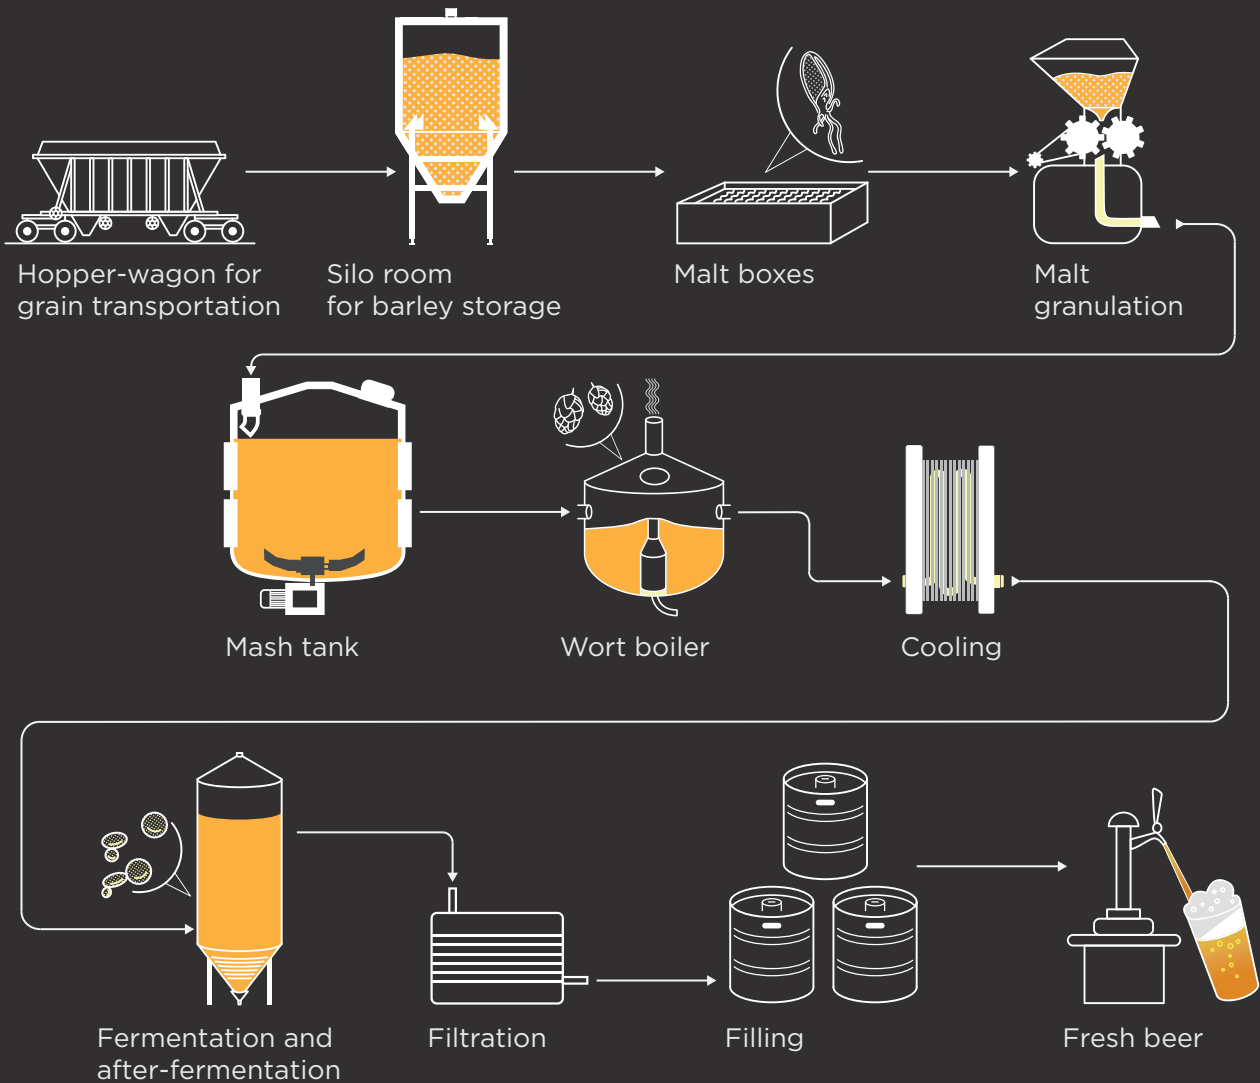 Hopper-wagon for
grain transportation
Silo room
for barley storage
Malt boxes
Malt
granulation
Mash tank
Wort boiler
Cooling
Fermentation and
after-fermentation
Filtration
Filling
Fresh beer